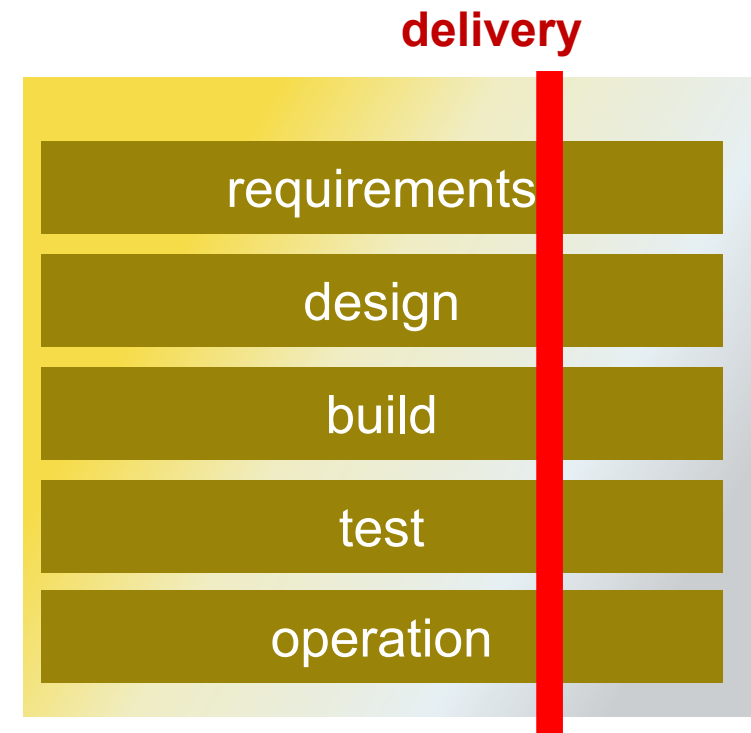 delivery
requirements
design
build
test
operation